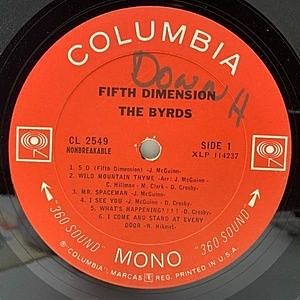 COLUMBIA
DONNA
FIFTH DIMENSION
THE BYRDS
CL 2549
NONBREAKABLE
SIDE 1
XLP 114237
1. 5 D (Fifth Dimension) - J. McGuinn-
2. WILD MOUNTAIN THYME -Arr: J. McGuinn-
C. Hillman - M. Clark - D. Crosby-
3. MR. SPACEMAN - J. McGuinn-
4. I SEE YOU - J. McGuinn - D. Crosby-
5. WHAT'S HAPPENING?!?! - D. Crosby-
6. I COME AND STAND AT EVERY
DOOR - N. Hikmet-
"360 SOUND"
MONO
"360 SOUND"
® "COLUMBIA", MARCAS REG. PRINTED IN U.S.A.